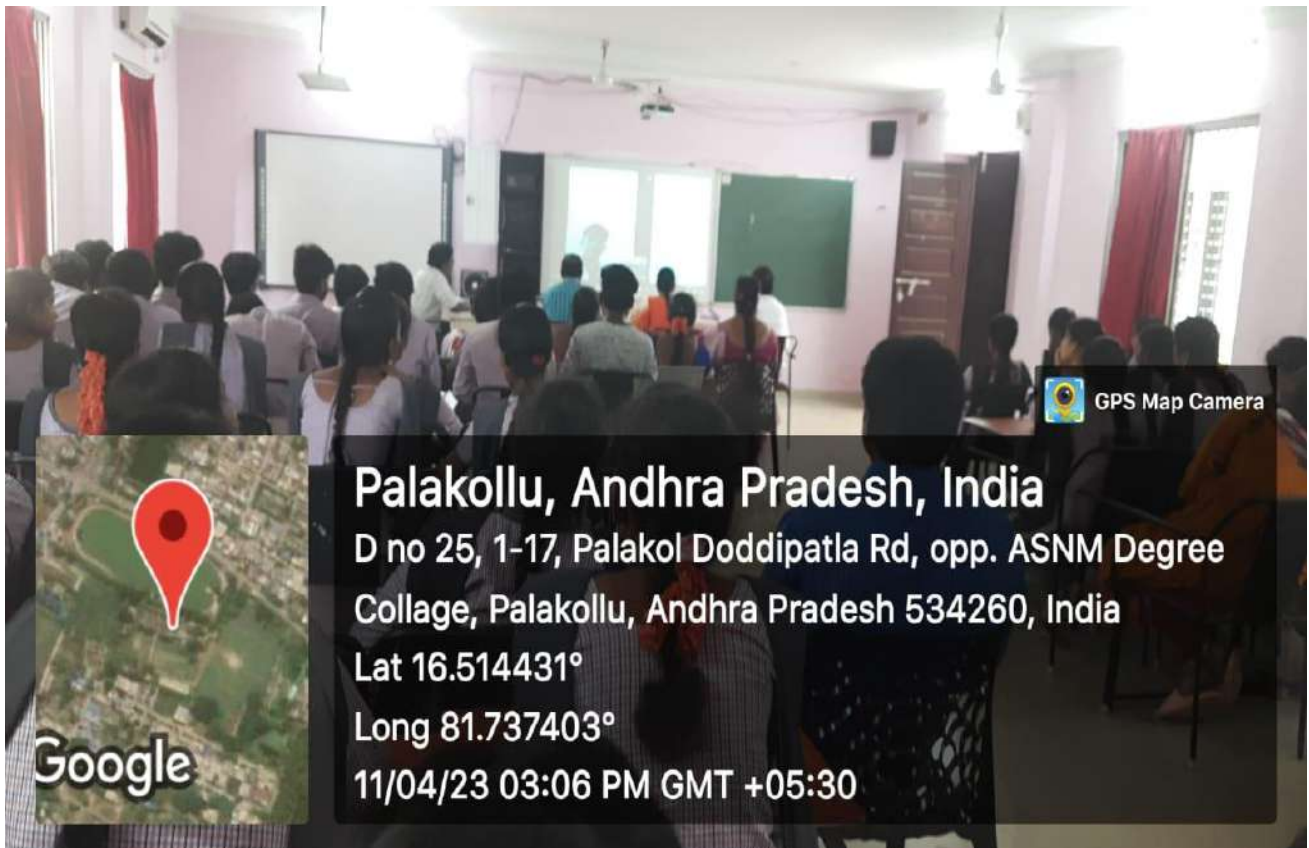 GPS Map Camera
Palakollu, Andhra Pradesh, India
D no 25, 1-17, Palakol Doddipatla Rd, opp. ASNM Degree
Collage, Palakollu, Andhra Pradesh 534260, India
Lat 16.514431°
Long 81.737403°
11/04/23 03:06 PM GMT +05:30
Google